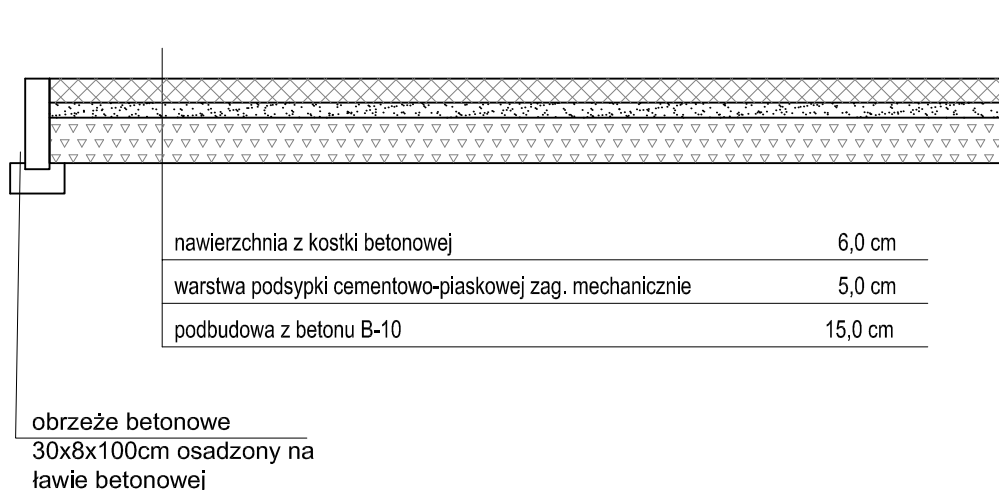 nawierzchnia z kostki betonowej 6,0 cm
warstwa podsypki cementowo-piaskowej zag. mechanicznie 5,0 cm
podbudowa z betonu B-10 15,0 cm
obrzeże betonowe
30x8x100cm osadzony na
ławie betonowej